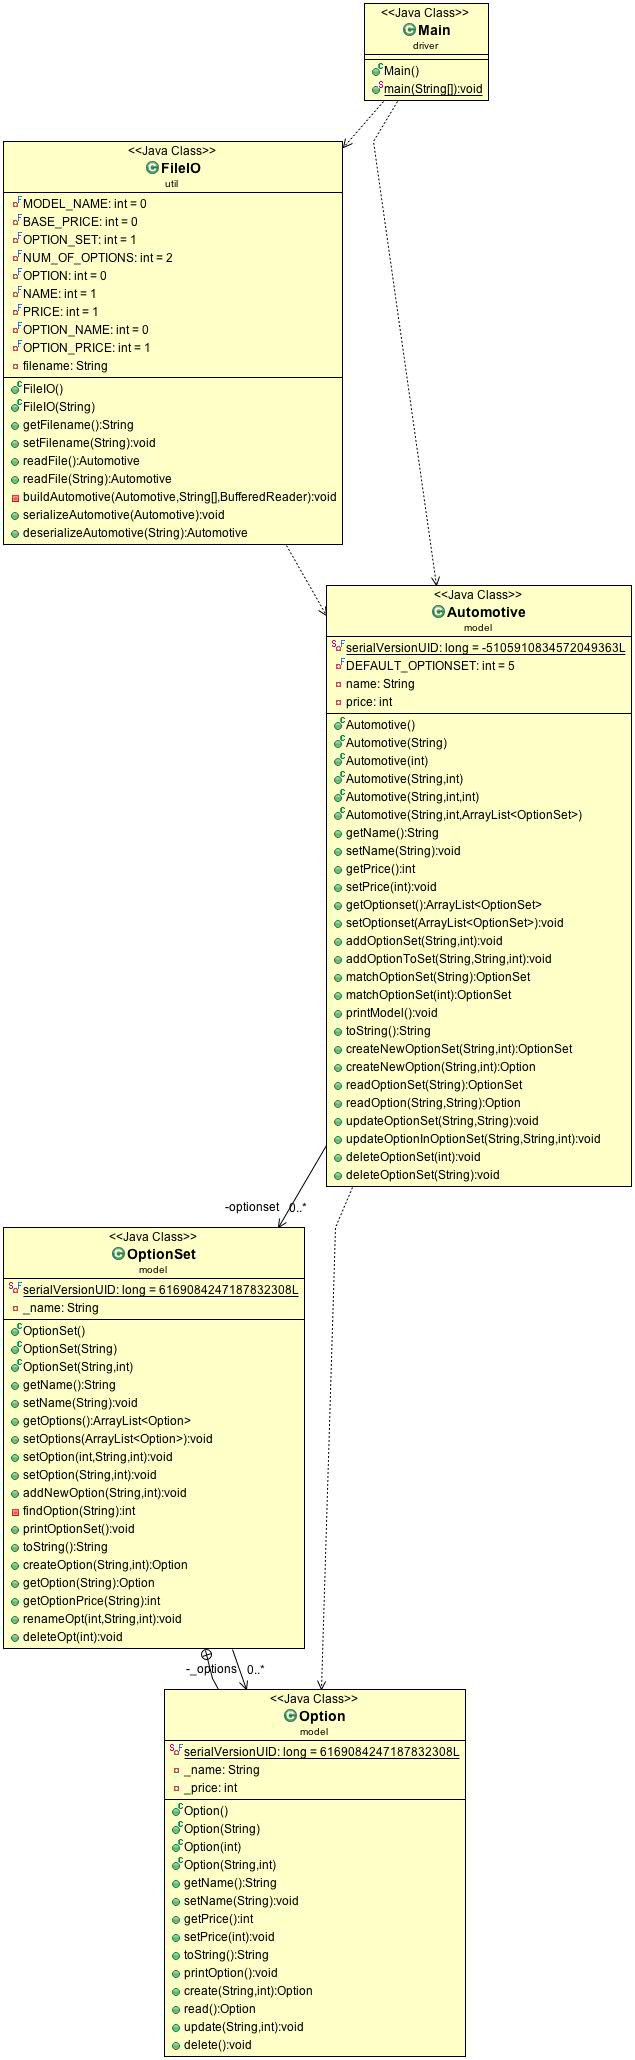 <<Java Class>>
Main
driver
Main()
main(String[]):void
<<Java Class>>
FileIO
util
MODEL_NAME: int = 0
BASE_PRICE: int = 0
OPTION_SET: int = 1
NUM_OF_OPTIONS: int = 2
OPTION: int = 0
NAME: int = 1
PRICE: int = 1
OPTION_NAME: int = 0
OPTION_PRICE: int = 1
filename: String
FileIO()
FileIO(String)
getFilename():String
setFilename(String):void
readFile():Automotive
readFile(String):Automotive
buildAutomotive(Automotive,String[],BufferedReader):void
serializeAutomotive(Automotive):void
deserializeAutomotive(String):Automotive
<<Java Class>>
Automotive
model
serialVersionUID: long = -5105910834572049363L
DEFAULT_OPTIONSET: int = 5
name: String
price: int
Automotive()
Automotive(String)
Automotive(int)
Automotive(String,int)
Automotive(String,int,int)
Automotive(String,int,ArrayList<OptionSet>)
getName():String
setName(String):void
getPrice():int
setPrice(int):void
getOptionset():ArrayList<OptionSet>
setOptionset(ArrayList<OptionSet>):void
addOptionSet(String,int):void
addOptionToSet(String,String,int):void
matchOptionSet(String):OptionSet
matchOptionSet(int):OptionSet
printModel():void
toString():String
createNewOptionSet(String,int):OptionSet
createNewOption(String,int):Option
readOptionSet(String):OptionSet
readOption(String,String):Option
updateOptionSet(String,String):void
updateOptionInOptionSet(String,String,int):void
deleteOptionSet(int):void
deleteOptionSet(String):void
-optionset 0..*
<<Java Class>>
OptionSet
model
serialVersionUID: long = 6169084247187832308L
_name: String
OptionSet()
OptionSet(String)
OptionSet(String,int)
getName():String
setName(String):void
getOptions():ArrayList<Option>
setOptions(ArrayList<Option>):void
setOption(int,String,int):void
setOption(String,int):void
addNewOption(String,int):void
findOption(String):int
printOptionSet():void
toString():String
createOption(String,int):Option
getOption(String):Option
getOptionPrice(String):int
renameOpt(int,String,int):void
deleteOpt(int):void
-_options 0..*
<<Java Class>>
Option
model
serialVersionUID: long = 6169084247187832308L
_name: String
_price: int
Option()
Option(String)
Option(int)
Option(String,int)
getName():String
setName(String):void
getPrice():int
setPrice(int):void
toString():String
printOption():void
create(String,int):Option
read():Option
update(String,int):void
delete():void